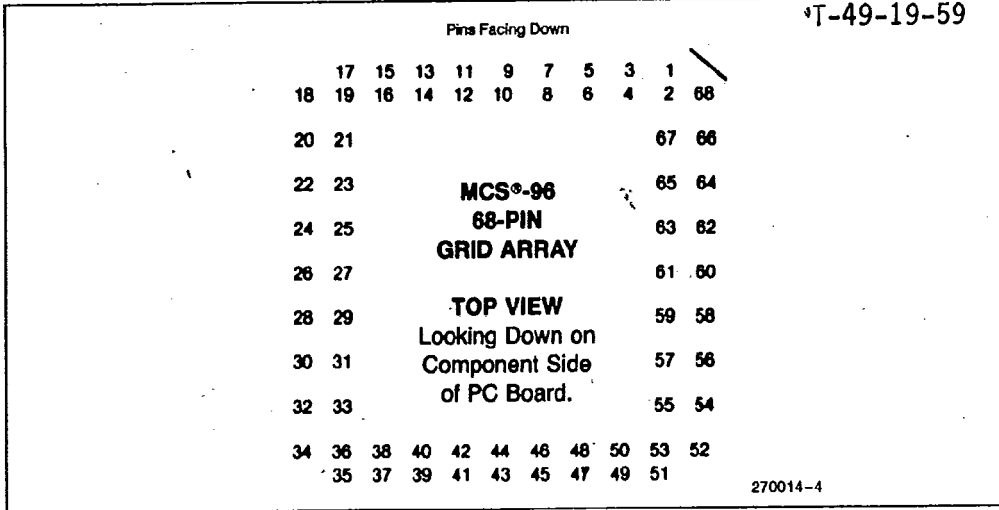 T-49-19-59
Pins Facing Down
17 15 13 11 9 7 5 3 1
18 19 16 14 12 10 8 6 4 2 68
20 21 67 66
22 23 MCS®-96 65 64
24 25 68-PIN 63 62
GRID ARRAY
26 27 61 60
28 29 TOP VIEW 59 58
Looking Down on
30 31 Component Side 57 56
32 33 of PC Board. 55 54
34 36 38 40 42 44 46 48 50 53 52
35 37 39 41 43 45 47 49 51
270014-4